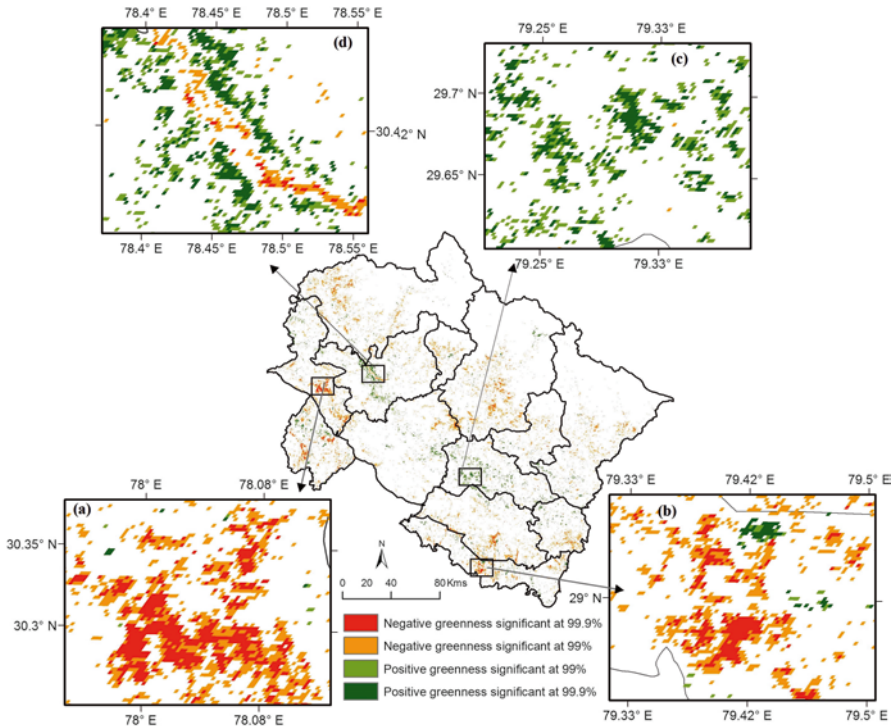 78.4° E 78.45° E 78.5° E 78.55° E
(d)
30.42° N
78.4° E 78.45° E 78.5° E 78.55° E
79.25° E 79.33° E
(c)
29.7° N
29.65° N
79.25° E 79.33° E
78° E 78.08° E
(a)
30.35° N
30.3° N
78° E 78.08° E
N
0 20 40 80 Kms
Negative greenness significant at 99.9%
Negative greenness significant at 99%
Positive greenness significant at 99%
Positive greenness significant at 99.9%
79.33° E 79.42° E 79.5° E
(b)
29° N
79.33° E 79.42° E 79.5° E